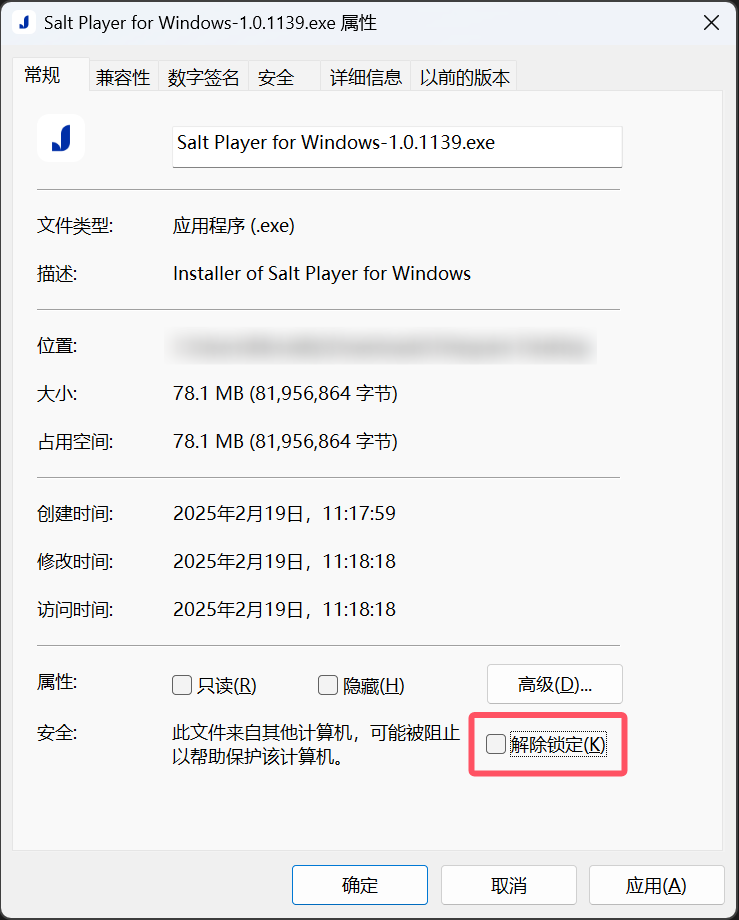 Salt Player for Windows-1.0.1139.exe 属性
常规 兼容性 数字签名 安全 详细信息 以前的版本
Salt Player for Windows-1.0.1139.exe
文件类型: 应用程序 (.exe)
描述: Installer of Salt Player for Windows
位置:
大小: 78.1 MB (81,956,864 字节)
占用空间: 78.1 MB (81,956,864 字节)
创建时间: 2025年2月19日，11:17:59
修改时间: 2025年2月19日，11:18:18
访问时间: 2025年2月19日，11:18:18
属性: 只读(R) 隐藏(H) 高级(D)...
安全: 此文件来自其他计算机，可能被阻止
以帮助保护该计算机。
解除锁定(K)
确定 取消 应用(A)